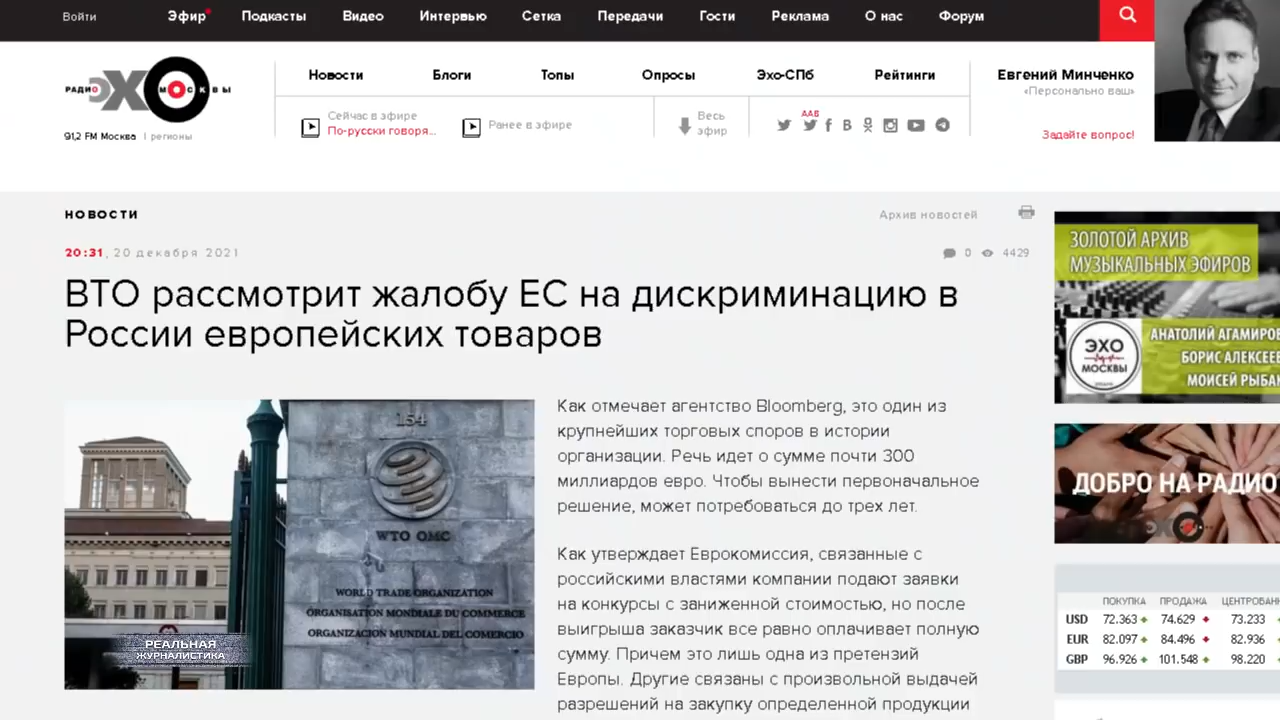 Войти
Эфир
Подкасты
Видео
Интервью
Сетка
Передачи
Гости
Реклама
О нас
Форум
РАДИО ЭХО МОСКВЫ
91,2 FM Москва | регионы
Новости
Блоги
Топы
Опросы
Эхо-СПб
Рейтинги
Сейчас в эфире
По-русски говоря...
Ранее в эфире
Весь
эфир
ААБ
Евгений Минченко
«Персонально ваш»
Задайте вопрос!
НОВОСТИ
Архив новостей
20:31, 20 декабря 2021
0
4429
ВТО рассмотрит жалобу ЕС на дискриминацию в
России европейских товаров
154
WTO OMC
WORLD TRADE ORGANIZATION
ORGANISATION MONDIALE DU COMMERCE
ORGANIZACION MUNDIAL DEL COMERCIO
РЕАЛЬНАЯ
ЖУРНАЛИСТИКА
Как отмечает агентство Bloomberg, это один из
крупнейших торговых споров в истории
организации. Речь идет о сумме почти 300
миллиардов евро. Чтобы вынести первоначальное
решение, может потребоваться до трех лет.
Как утверждает Еврокомиссия, связанные с
российскими властями компании подают заявки
на конкурсы с заниженной стоимостью, но после
выигрыша заказчик все равно оплачивает полную
сумму. Причем это лишь одна из претензий
Европы. Другие связаны с произвольной выдачей
разрешений на закупку определенной продукции
ЗОЛОТОЙ АРХИВ
МУЗЫКАЛЬНЫХ ЭФИРОВ
ЭХО
МОСКВЫ
АНАТОЛИЙ АГАМИРОВ
БОРИС АЛЕКСЕЕ
МОИСЕЙ РЫБАК
ДОБРО НА РАДИО
ПОКУПКА ПРОДАЖА ЦЕНТРОБАНК
USD 72.363 74.629 73.233
EUR 82.097 84.496 82.936
GBP 96.926 101.548 98.220